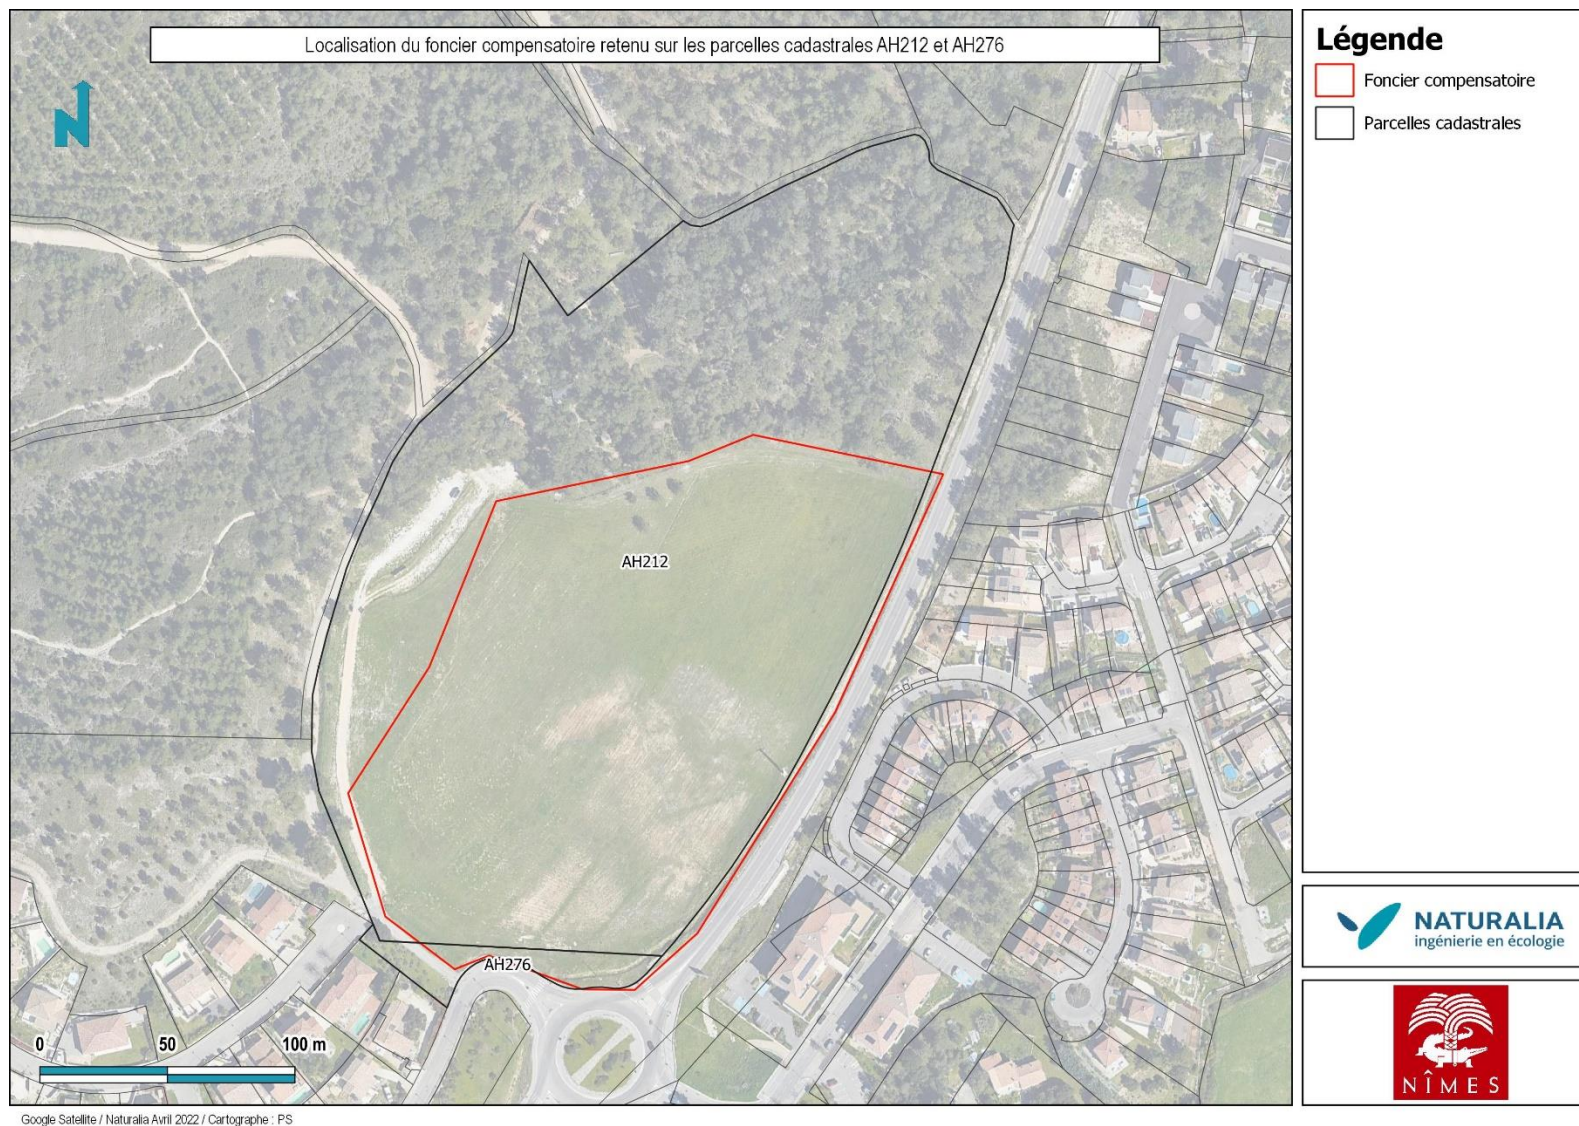 Localisation du foncier compensatoire retenu sur les parcelles cadastrales AH212 et AH276
Légende
Foncier compensatoire
Parcelles cadastrales
N
AH212
AH276
0 50 100 m
NATURALIA
ingénierie en écologie
NÎMES
Google Satellite / Naturalia Avril 2022 / Cartographe : PS